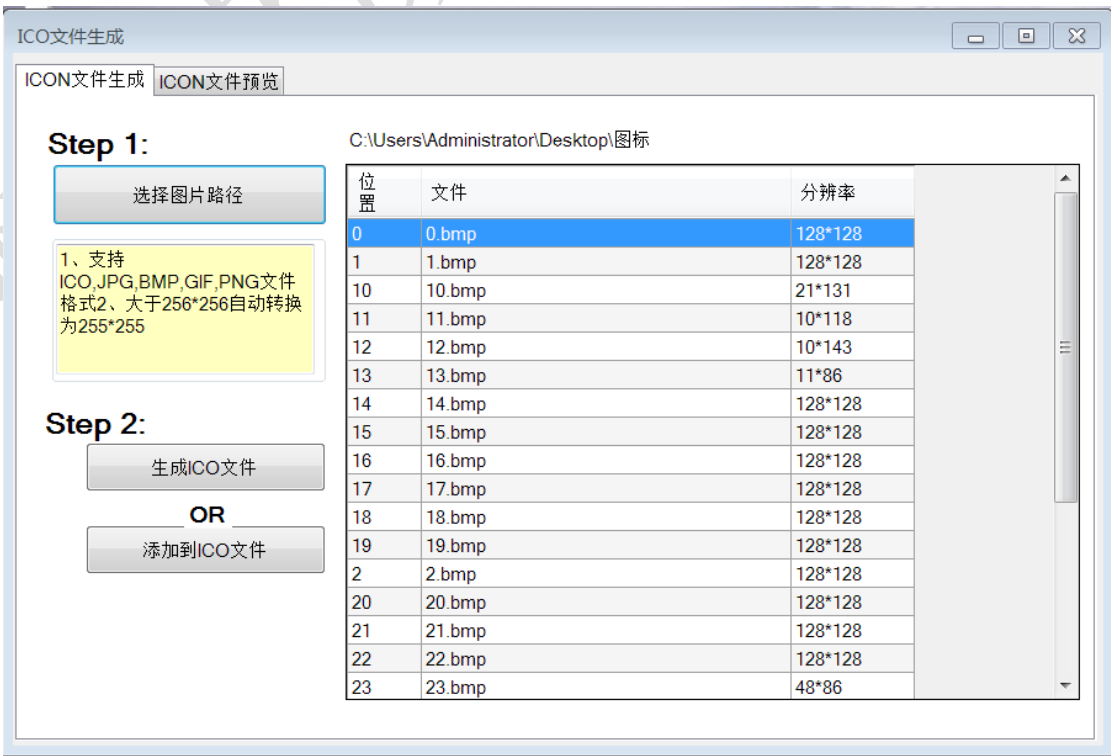 ICO文件生成
ICON文件生成 ICON文件预览
Step 1:
选择图片路径
1、支持
ICO,JPG,BMP,GIF,PNG文件
格式2、大于256*256自动转换
为255*255
Step 2:
生成ICO文件
OR
添加到ICO文件
C:\Users\Administrator\Desktop\图标
位置 文件 分辨率
0 0.bmp 128*128
1 1.bmp 128*128
10 10.bmp 21*131
11 11.bmp 10*118
12 12.bmp 10*143
13 13.bmp 11*86
14 14.bmp 128*128
15 15.bmp 128*128
16 16.bmp 128*128
17 17.bmp 128*128
18 18.bmp 128*128
19 19.bmp 128*128
2 2.bmp 128*128
20 20.bmp 128*128
21 21.bmp 128*128
22 22.bmp 128*128
23 23.bmp 48*86